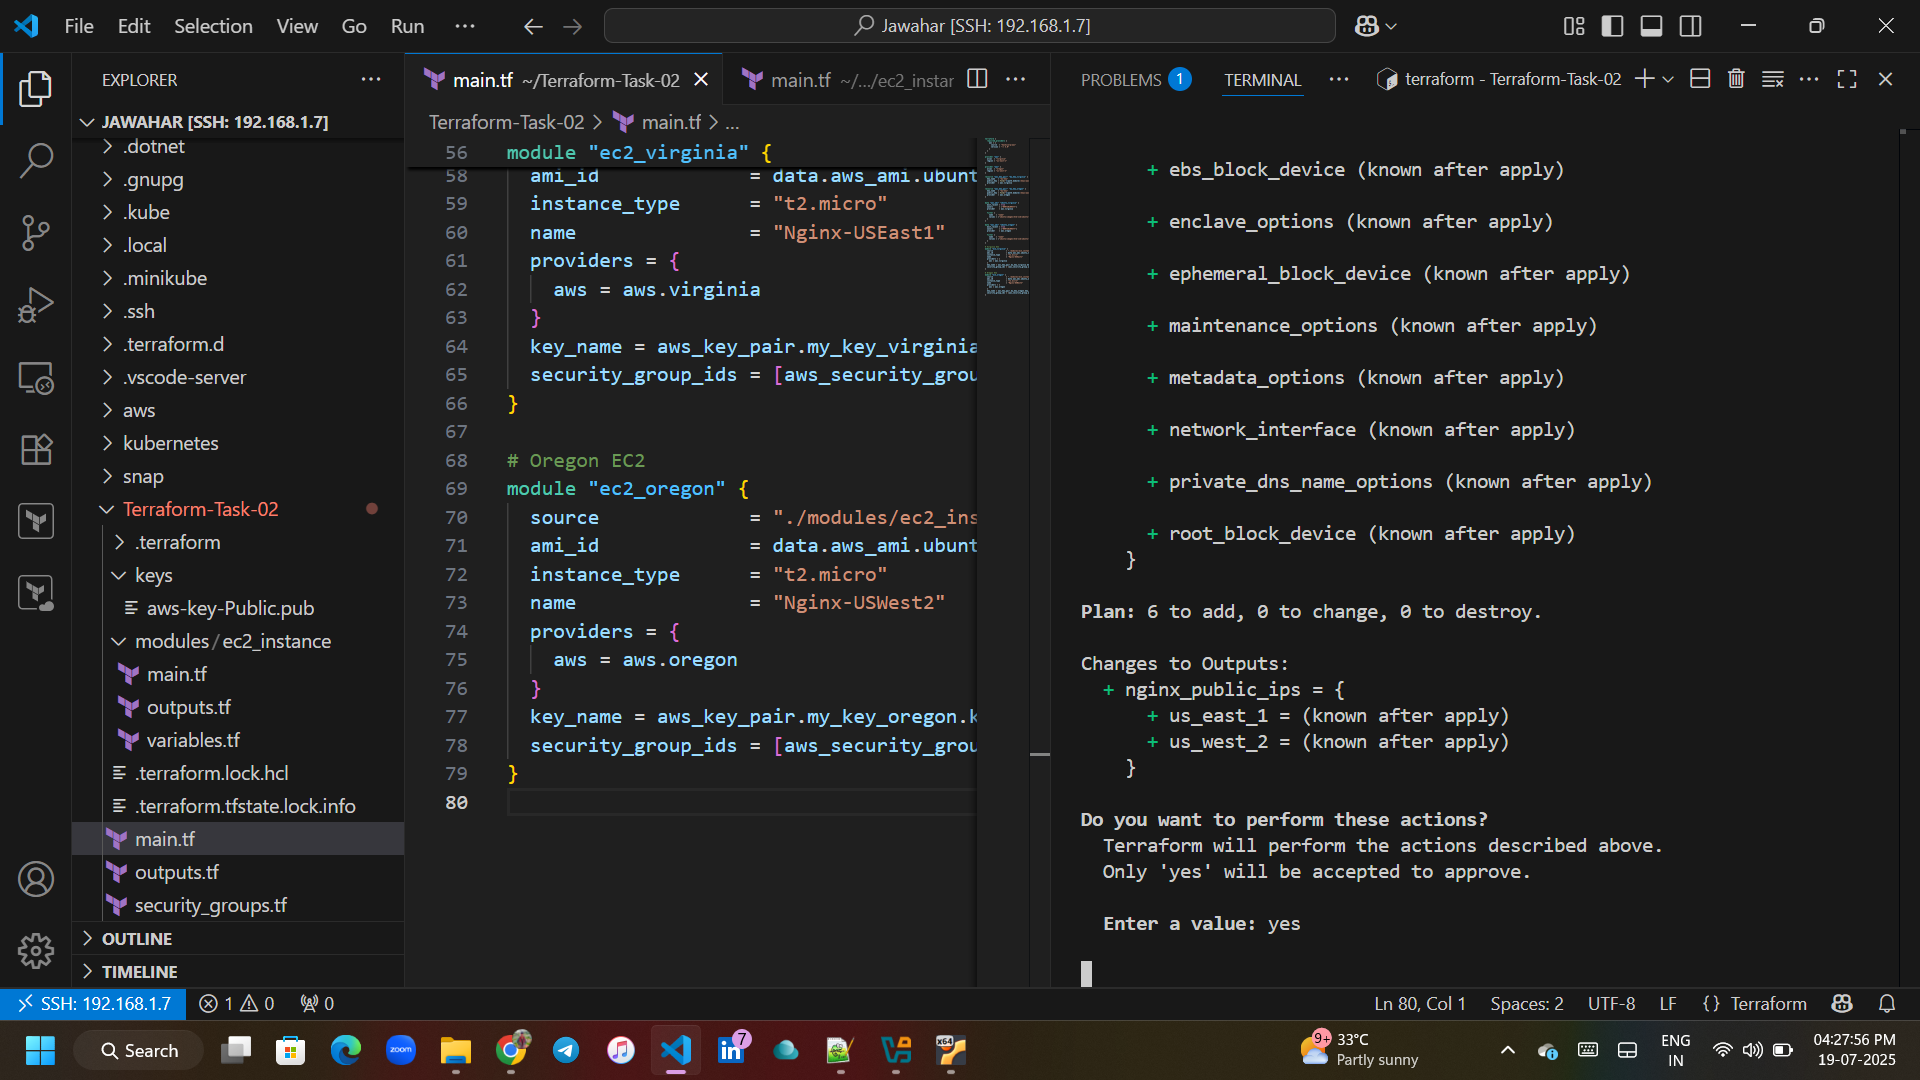 File Edit Selection View Go Run ···
Jawahar [SSH: 192.168.1.7]
EXPLORER
JAWAHAR [SSH: 192.168.1.7]
.dotnet
.gnupg
.kube
.local
.minikube
.ssh
.terraform.d
.vscode-server
aws
kubernetes
snap
Terraform-Task-02
.terraform
keys
aws-key-Public.pub
modules/ec2_instance
main.tf
outputs.tf
variables.tf
.terraform.lock.hcl
.terraform.tfstate.lock.info
main.tf
outputs.tf
security_groups.tf
OUTLINE
TIMELINE
main.tf ~/Terraform-Task-02
main.tf ~/.../ec2_instar
Terraform-Task-02 > main.tf > ...
56 module "ec2_virginia" {
58 ami_id = data.aws_ami.ubunt
59 instance_type = "t2.micro"
60 name = "Nginx-USEast1"
61 providers = {
62 aws = aws.virginia
63 }
64 key_name = aws_key_pair.my_key_virginia
65 security_group_ids = [aws_security_grou
66 }
67
68 # Oregon EC2
69 module "ec2_oregon" {
70 source = "./modules/ec2_ins
71 ami_id = data.aws_ami.ubunt
72 instance_type = "t2.micro"
73 name = "Nginx-USWest2"
74 providers = {
75 aws = aws.oregon
76 }
77 key_name = aws_key_pair.my_key_oregon.k
78 security_group_ids = [aws_security_grou
79 }
80
PROBLEMS 1 TERMINAL ··· terraform - Terraform-Task-02
+ ebs_block_device (known after apply)
+ enclave_options (known after apply)
+ ephemeral_block_device (known after apply)
+ maintenance_options (known after apply)
+ metadata_options (known after apply)
+ network_interface (known after apply)
+ private_dns_name_options (known after apply)
+ root_block_device (known after apply)
}
Plan: 6 to add, 0 to change, 0 to destroy.
Changes to Outputs:
+ nginx_public_ips = {
+ us_east_1 = (known after apply)
+ us_west_2 = (known after apply)
}
Do you want to perform these actions?
Terraform will perform the actions described above.
Only 'yes' will be accepted to approve.
Enter a value: yes
SSH: 192.168.1.7 1 0 0
Ln 80, Col 1 Spaces: 2 UTF-8 LF {} Terraform
Search
zoom
7
x64
9+
33°C
Partly sunny
ENG
IN
04:27:56 PM
19-07-2025